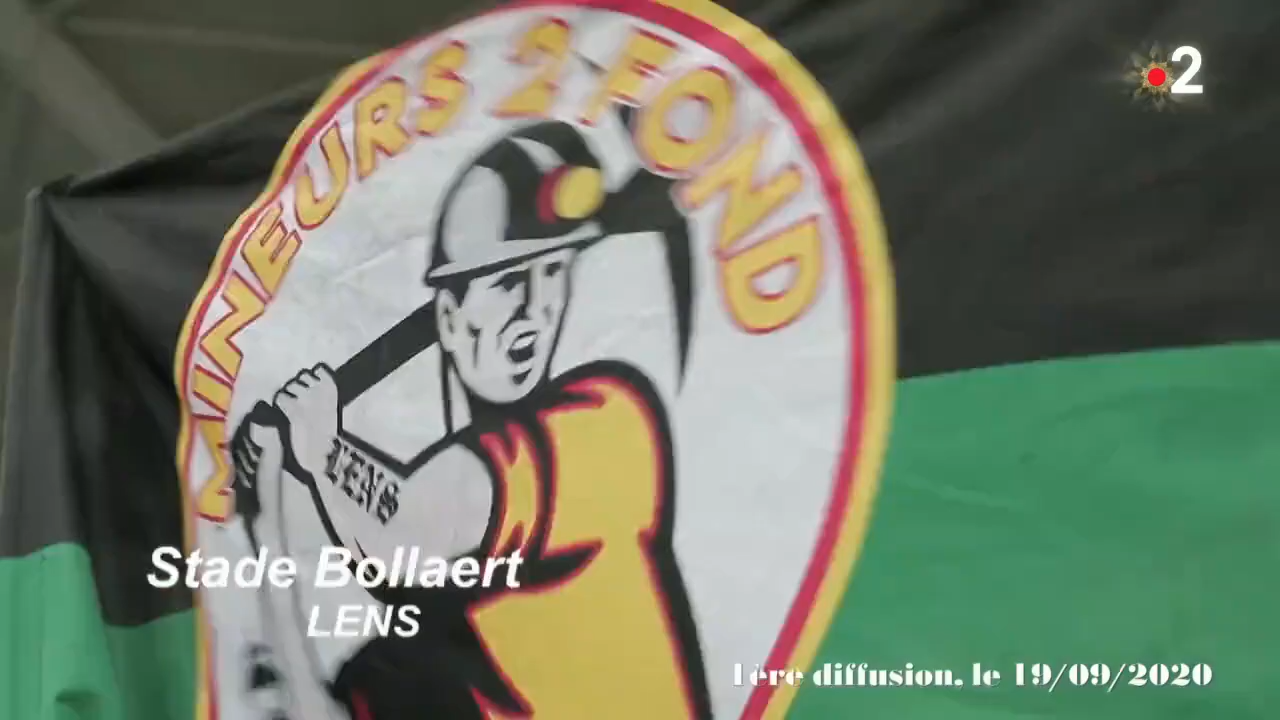 MINEURS 2 FOND
2
LENS
Stade Bollaert
LENS
1ère diffusion, le 19/09/2020